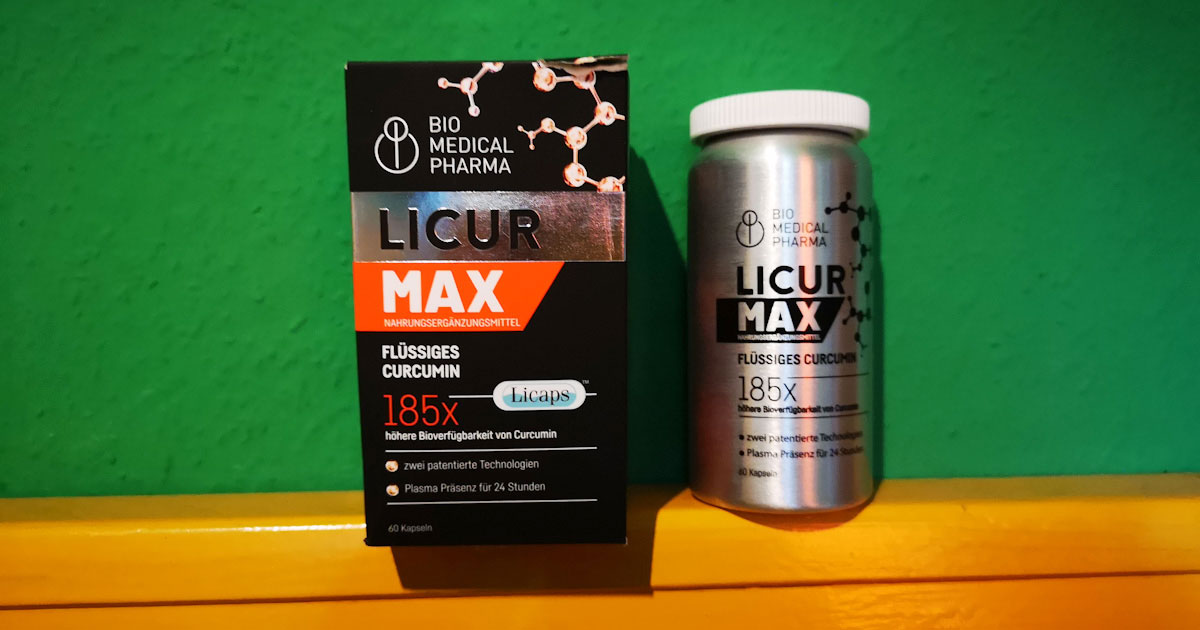 BIO
MEDICAL
PHARMA
LICUR
MAX
NAHRUNGSERGÄNZUNGSMITTEL
FLÜSSIGES
CURCUMIN
Licaps™
185x
höhere Bioverfügbarkeit von Curcumin
zwei patentierte Technologien
Plasma Präsenz für 24 Stunden
60 Kapseln
BIO
MEDICAL
PHARMA
LICUR
MAX
NAHRUNGSERGÄNZUNGSMITTEL
FLÜSSIGES CURCUMIN
185x
höhere Bioverfügbarkeit von Curcumin
zwei patentierte Technologien
Plasma Präsenz für 24 Stunden
60 Kapseln